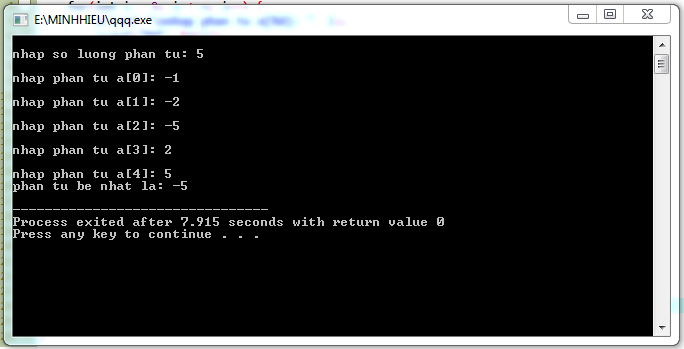 E:\MINHHIEU\qqq.exe
nhap so luong phan tu: 5
nhap phan tu a[0]: -1
nhap phan tu a[1]: -2
nhap phan tu a[2]: -5
nhap phan tu a[3]: 2
nhap phan tu a[4]: 5
phan tu be nhat la: -5
--------------------------------
Process exited after 7.915 seconds with return value 0
Press any key to continue . . .